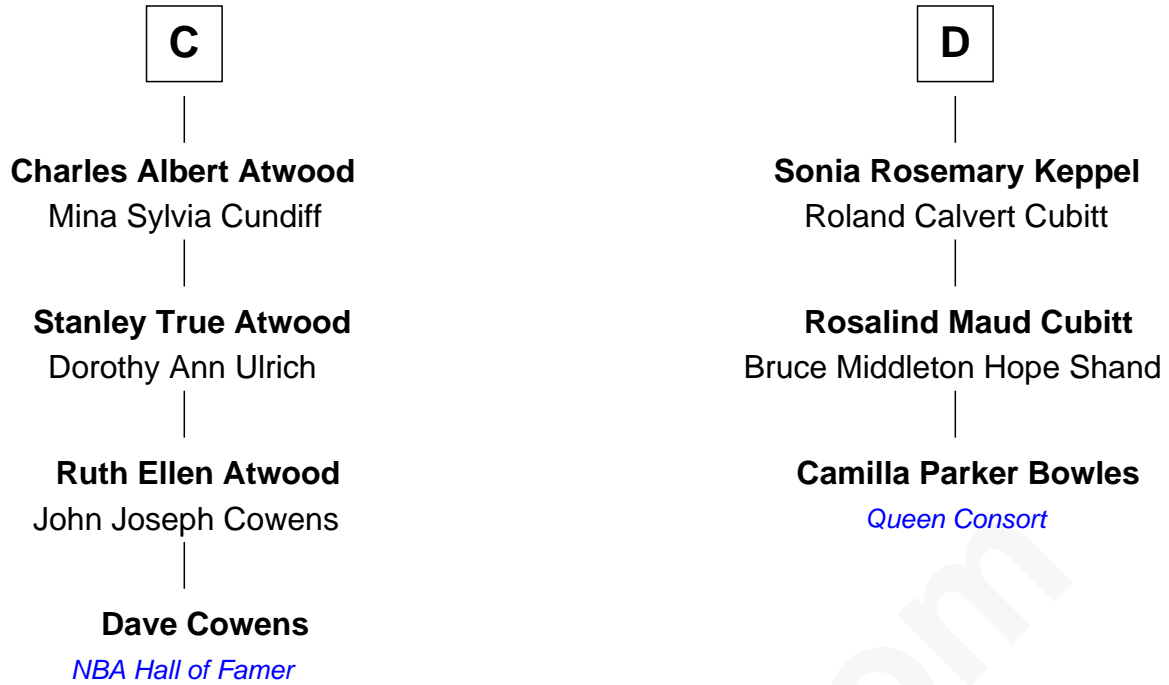 C
Charles Albert Atwood
Mina Sylvia Cundiff
Stanley True Atwood
Dorothy Ann Ulrich
Ruth Ellen Atwood
John Joseph Cowens
Dave Cowens
NBA Hall of Famer
D
Sonia Rosemary Keppel
Roland Calvert Cubitt
Rosalind Maud Cubitt
Bruce Middleton Hope Shand
Camilla Parker Bowles
Queen Consort
om